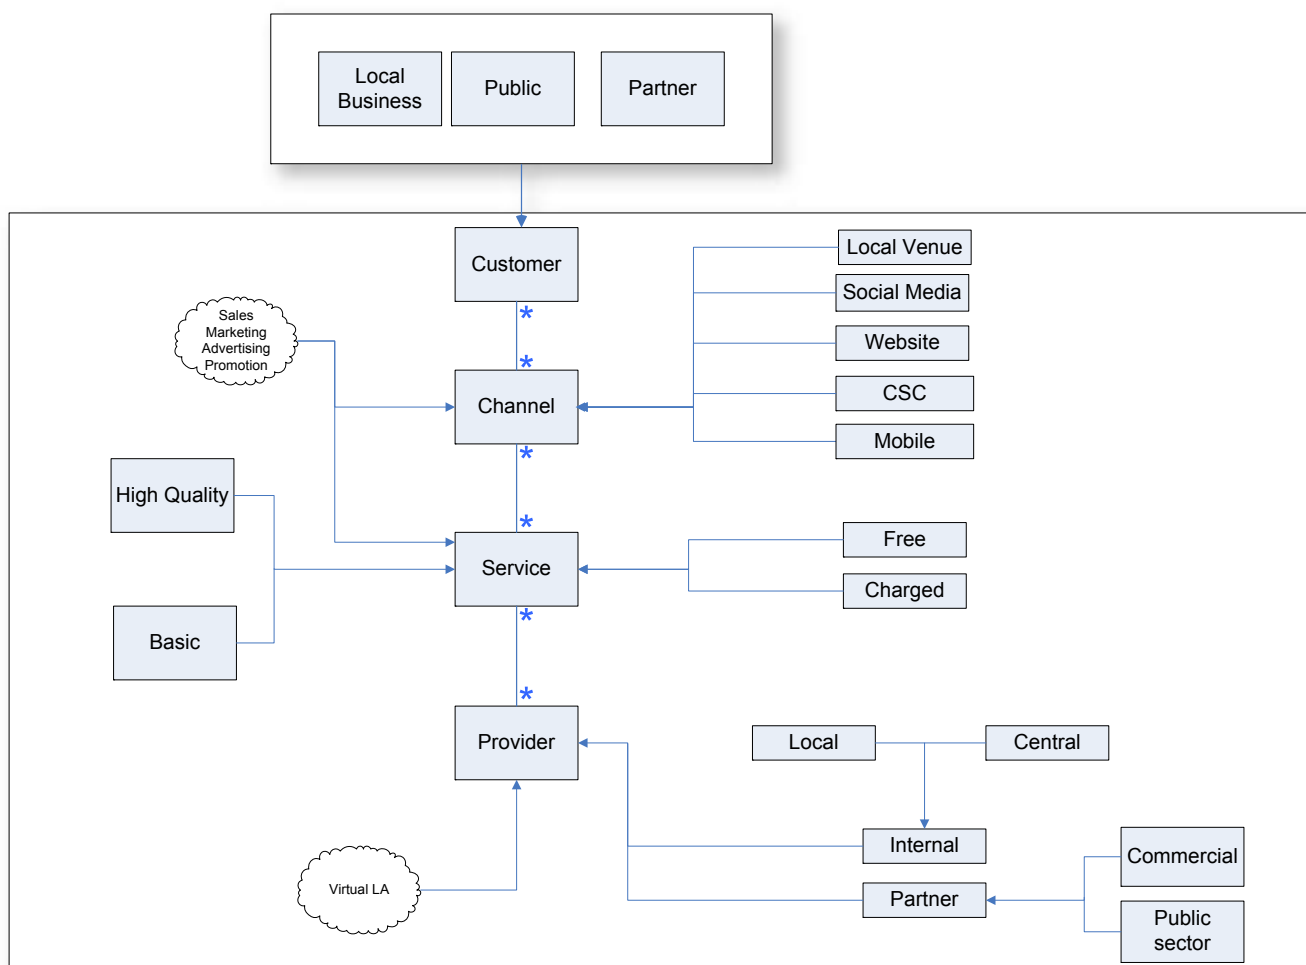 Local
Business
Public
Partner
Customer
*
*
Local Venue
Social Media
Website
CSC
Mobile
Sales
Marketing
Advertising
Promotion
Channel
*
*
High Quality
Basic
Service
Free
Charged
*
*
Provider
Local
Central
Internal
Partner
Commercial
Public
sector
Virtual LA